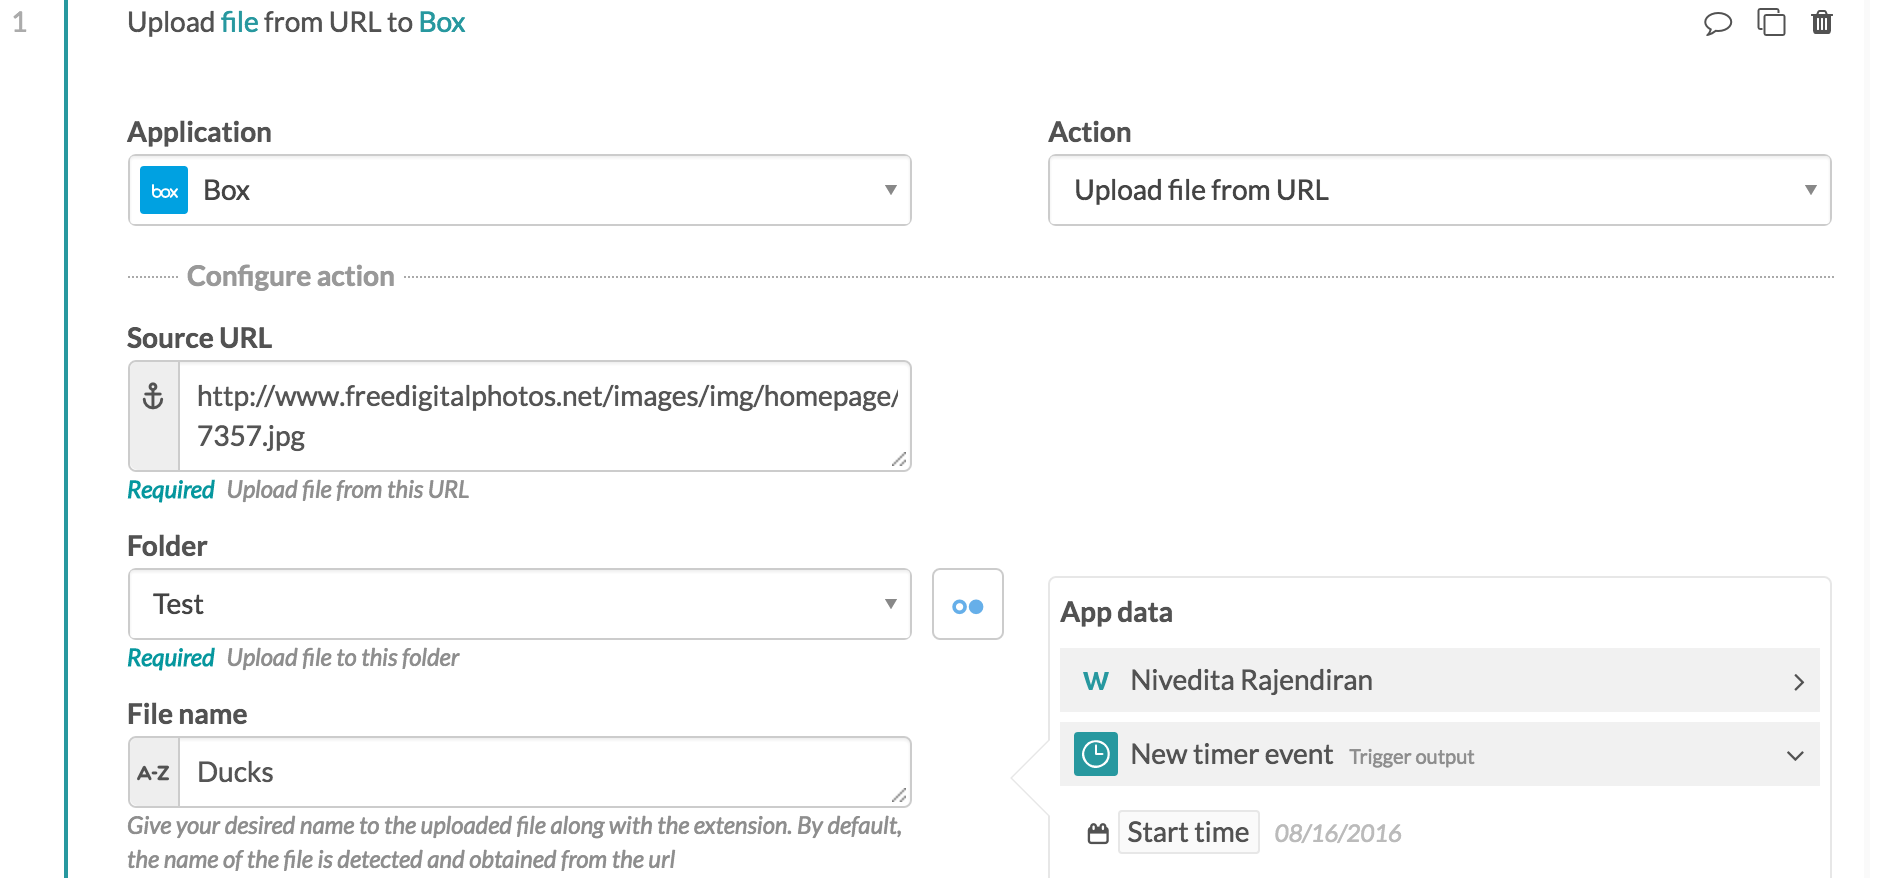 1
Upload file from URL to Box
Application
Action
box Box
Upload file from URL
Configure action
Source URL
http://www.freedigitalphotos.net/images/img/homepage/
7357.jpg
Required Upload file from this URL
Folder
Test
Required Upload file to this folder
File name
A-Z Ducks
Give your desired name to the uploaded file along with the extension. By default,
the name of the file is detected and obtained from the url
App data
W Nivedita Rajendiran
New timer event Trigger output
Start time 08/16/2016